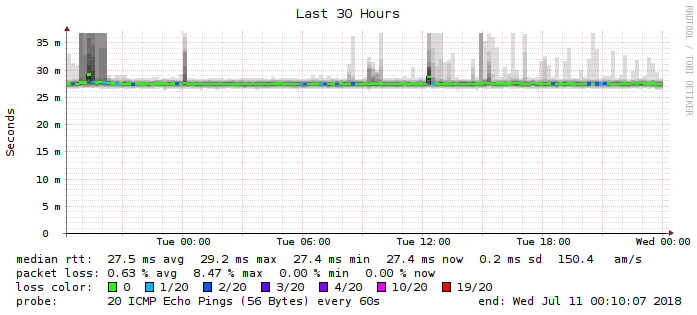 Last 30 Hours
RRDTOOL / TOBI OETIKER
Seconds
35 m
30 m
25 m
20 m
15 m
10 m
5 m
0
Tue 00:00 Tue 06:00 Tue 12:00 Tue 18:00 Wed 00:00
median rtt: 27.5 ms avg 29.2 ms max 27.4 ms min 27.4 ms now 0.2 ms sd 150.4 am/s
packet loss: 0.63 % avg 8.47 % max 0.00 % min 0.00 % now
loss color: 0 1/20 2/20 3/20 4/20 10/20 19/20
probe: 20 ICMP Echo Pings (56 Bytes) every 60s end: Wed Jul 11 00:10:07 2018